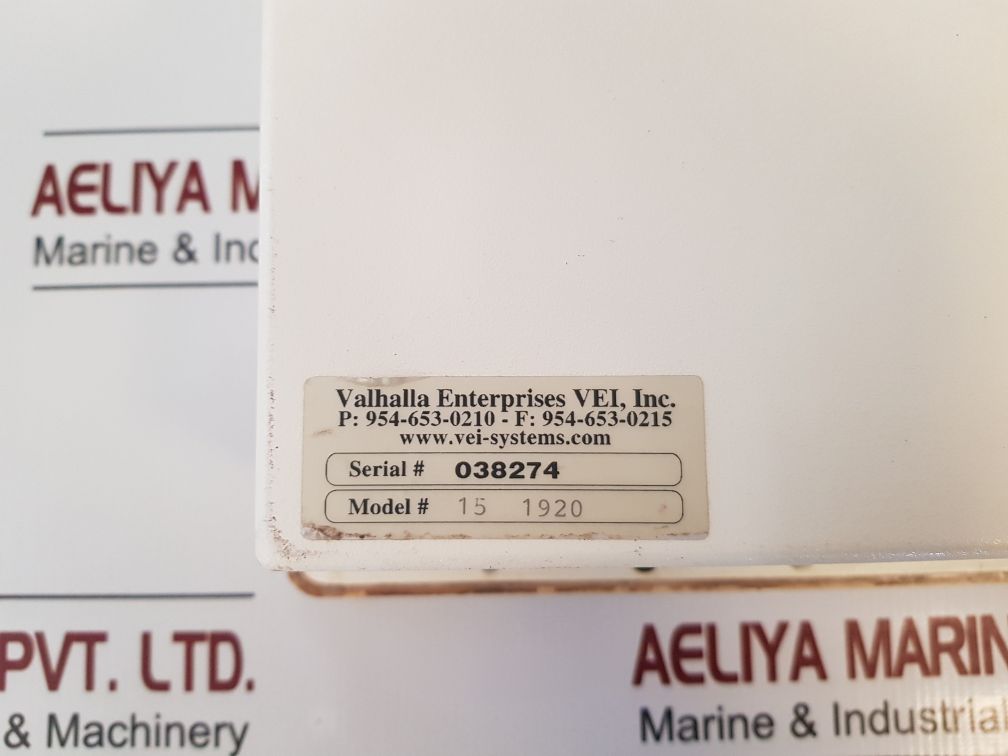 AELIYA M
Marine & Ind
Valhalla Enterprises VEI, Inc.
P: 954-653-0210 - F: 954-653-0215
www.vei-systems.com
Serial # 038274
Model # 15 1920
PVT. LTD.
& Machinery
AELIYA MARIN
Marine & Industrial